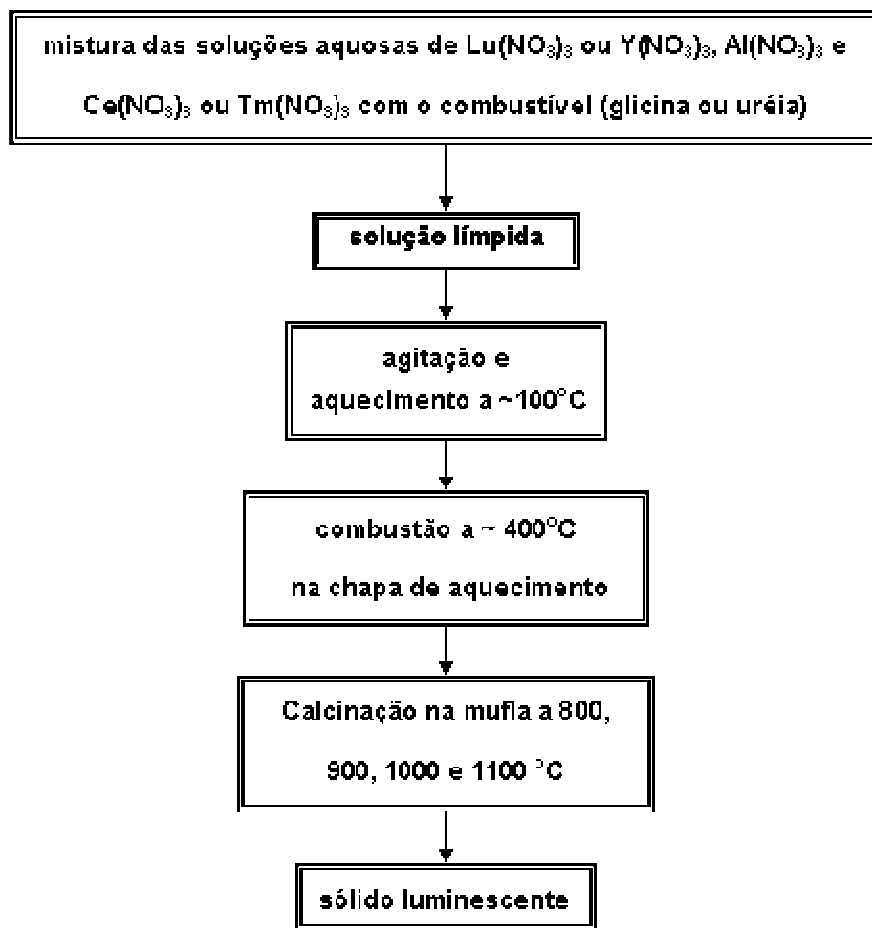 mistura das soluções aquosas de Lu(NO₃)₃ ou Y(NO₃)₃, Al(NO₃)₃ e
Ce(NO₃)₃ ou Tm(NO₃)₃ com o combustível (glicina ou uréia)
solução límpida
agitação e
aquecimento a ~100°C
combustão a ~ 400°C
na chapa de aquecimento
Calcinação na mufla a 800,
900, 1000 e 1100 °C
sólido luminescente